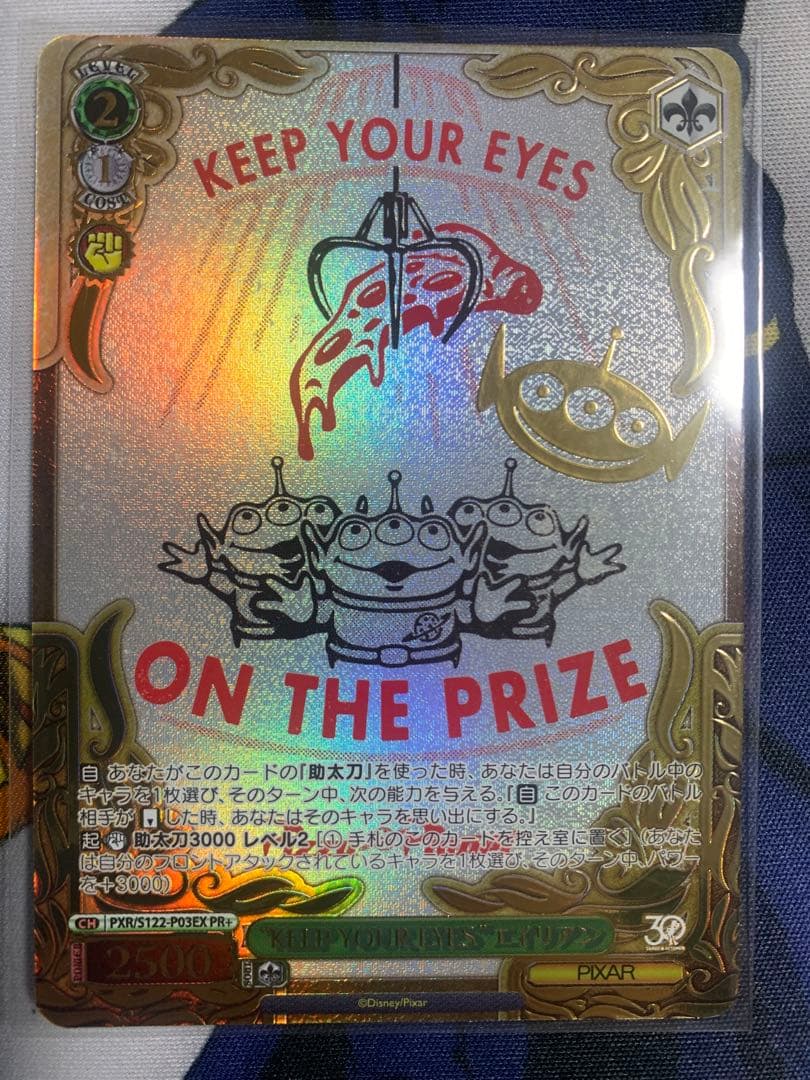 LEVEL
2
1
COST
KEEP YOUR EYES
ON THE PRIZE
自 あなたがこのカードの「助太刀」を使った時、あなたは自分のバトル中の
キャラを1枚選び、そのターン中、次の能力を与える。「自 このカードのバトル
相手が した時、あなたはそのキャラを思い出にする。」
起 助太刀3000 レベル2 [① 手札のこのカードを控え室に置く] (あなた
は自分のフロントアタックされているキャラを1枚選び、そのターン中、パワー
を+3000)
CH PXR/S122-P03EX PR+
"KEEP YOUR EYES" エイリアン
30
POWER 2500 SOUL
PIXAR
©Disney/Pixar